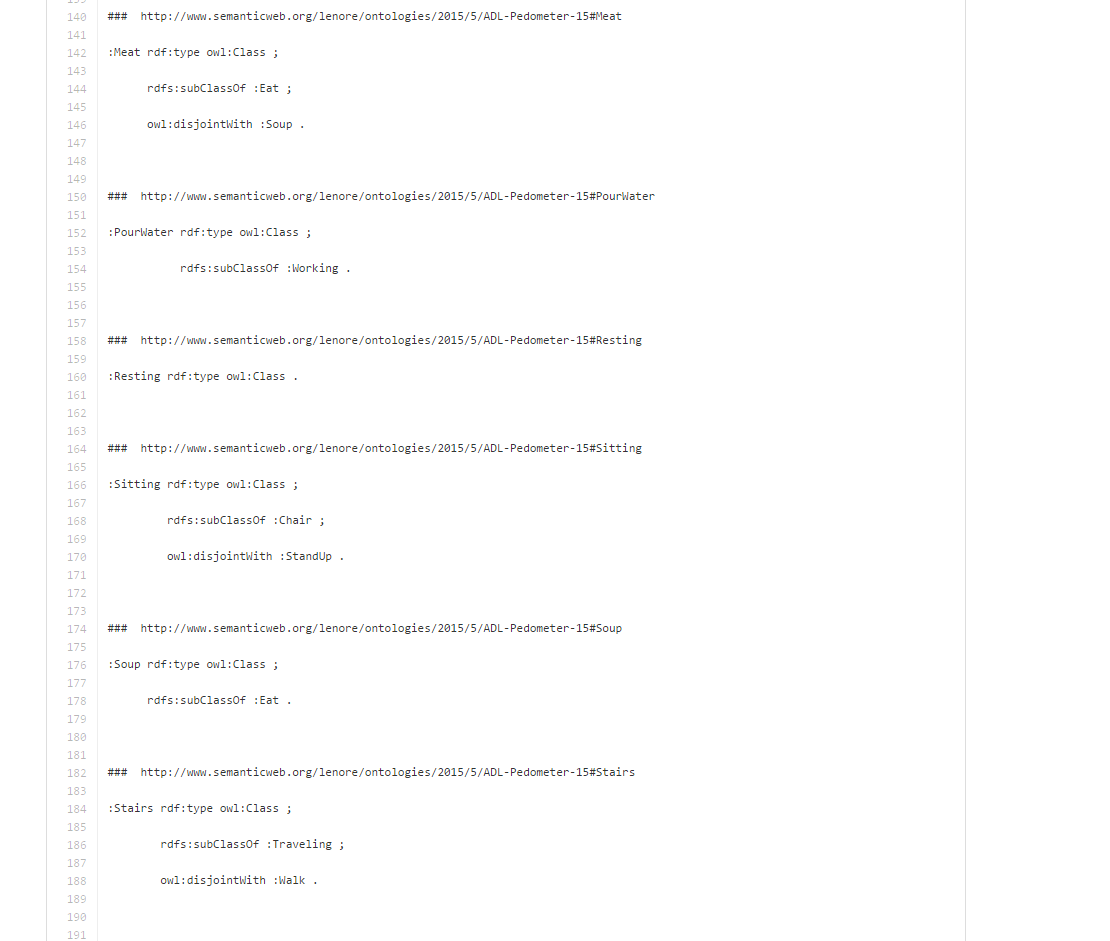 140 ###  http://www.semanticweb.org/lenore/ontologies/2015/5/ADL-Pedometer-15#Meat
141
142 :Meat rdf:type owl:Class ;
143
144       rdfs:subClassOf :Eat ;
145
146       owl:disjointWith :Soup .
147
148
149
150 ###  http://www.semanticweb.org/lenore/ontologies/2015/5/ADL-Pedometer-15#PourWater
151
152 :PourWater rdf:type owl:Class ;
153
154            rdfs:subClassOf :Working .
155
156
157
158 ###  http://www.semanticweb.org/lenore/ontologies/2015/5/ADL-Pedometer-15#Resting
159
160 :Resting rdf:type owl:Class .
161
162
163
164 ###  http://www.semanticweb.org/lenore/ontologies/2015/5/ADL-Pedometer-15#Sitting
165
166 :Sitting rdf:type owl:Class ;
167
168          rdfs:subClassOf :Chair ;
169
170          owl:disjointWith :StandUp .
171
172
173
174 ###  http://www.semanticweb.org/lenore/ontologies/2015/5/ADL-Pedometer-15#Soup
175
176 :Soup rdf:type owl:Class ;
177
178       rdfs:subClassOf :Eat .
179
180
181
182 ###  http://www.semanticweb.org/lenore/ontologies/2015/5/ADL-Pedometer-15#Stairs
183
184 :Stairs rdf:type owl:Class ;
185
186         rdfs:subClassOf :Traveling ;
187
188         owl:disjointWith :Walk .
189
190
191